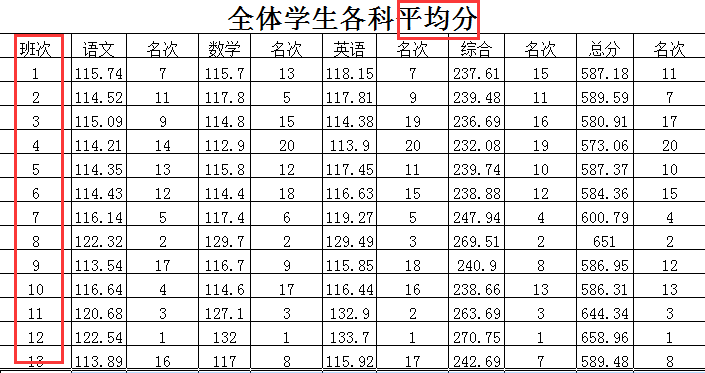 全体学生各科平均分
班次 语文 名次 数学 名次 英语 名次 综合 名次 总分 名次
1 115.74 7 115.7 13 118.15 7 237.61 15 587.18 11
2 114.52 11 117.8 5 117.81 9 239.48 11 589.59 7
3 115.09 9 114.8 15 114.38 19 236.69 16 580.91 17
4 114.21 14 112.9 20 113.9 20 232.08 19 573.06 20
5 114.35 13 115.8 12 117.45 11 239.74 10 587.37 10
6 114.43 12 114.4 18 116.63 15 238.88 12 584.36 15
7 116.14 5 117.4 6 119.27 5 247.94 4 600.79 4
8 122.32 2 129.7 2 129.49 3 269.51 2 651 2
9 113.54 17 116.7 9 115.85 18 240.9 8 586.95 12
10 116.64 4 114.6 17 116.44 16 238.66 13 586.31 13
11 120.68 3 127.1 3 132.9 2 263.69 3 644.34 3
12 122.54 1 132 1 133.7 1 270.75 1 658.96 1
13 113.89 16 117 8 115.92 17 242.69 7 589.48 8